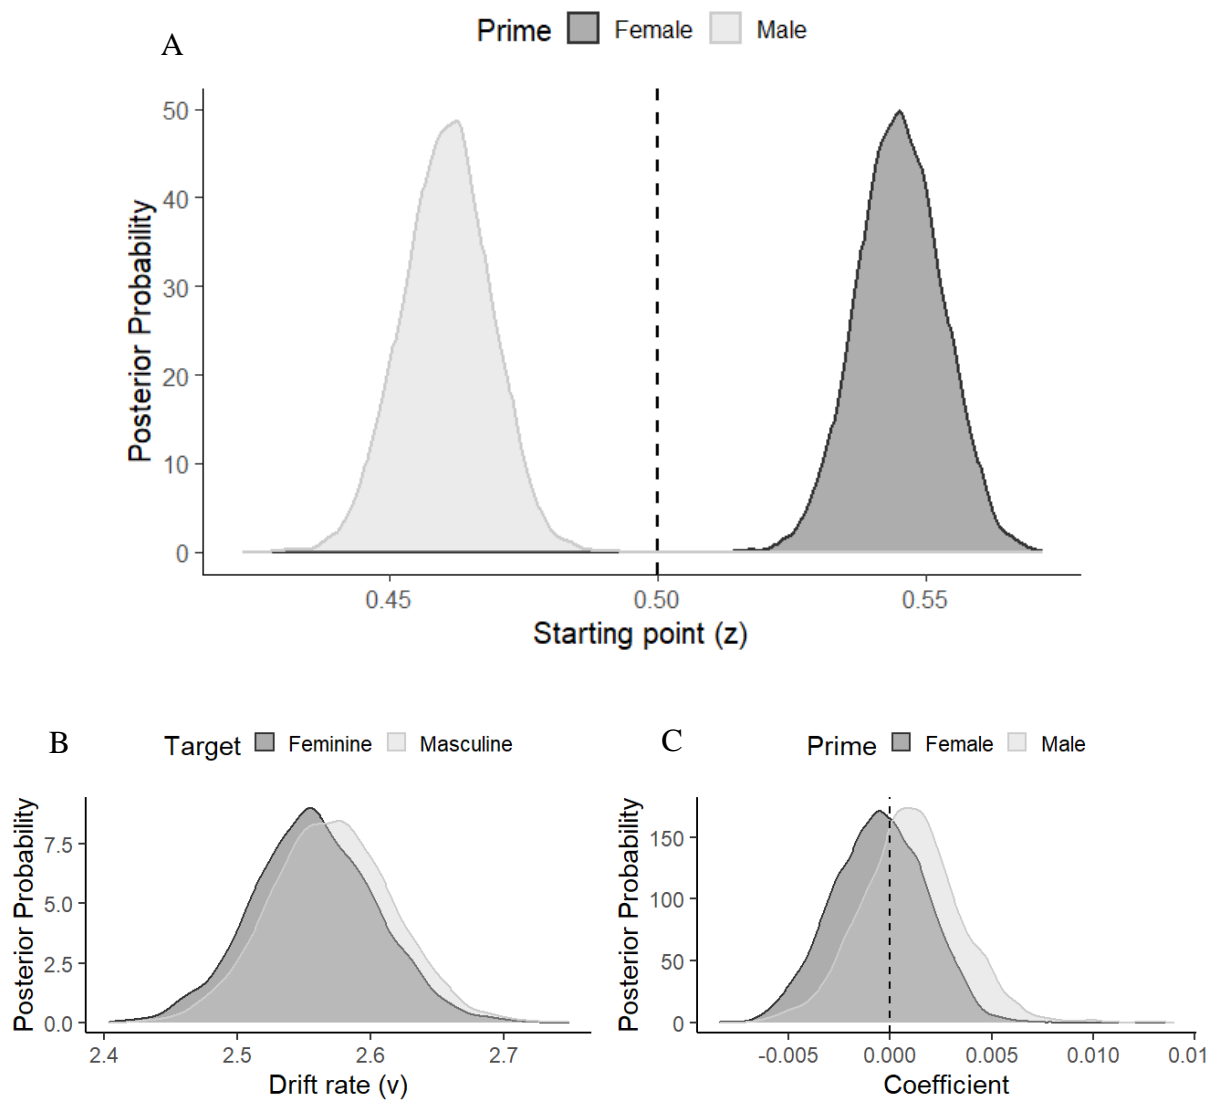 Prime Female Male
A
50
40
30
20
10
0
Posterior Probability
0.45 0.50 0.55
Starting point (z)
B
Target Feminine Masculine
7.5
5.0
2.5
0.0
Posterior Probability
2.4 2.5 2.6 2.7
Drift rate (v)
C
Prime Female Male
150
100
50
0
Posterior Probability
-0.005 0.000 0.005 0.010 0.01
Coefficient